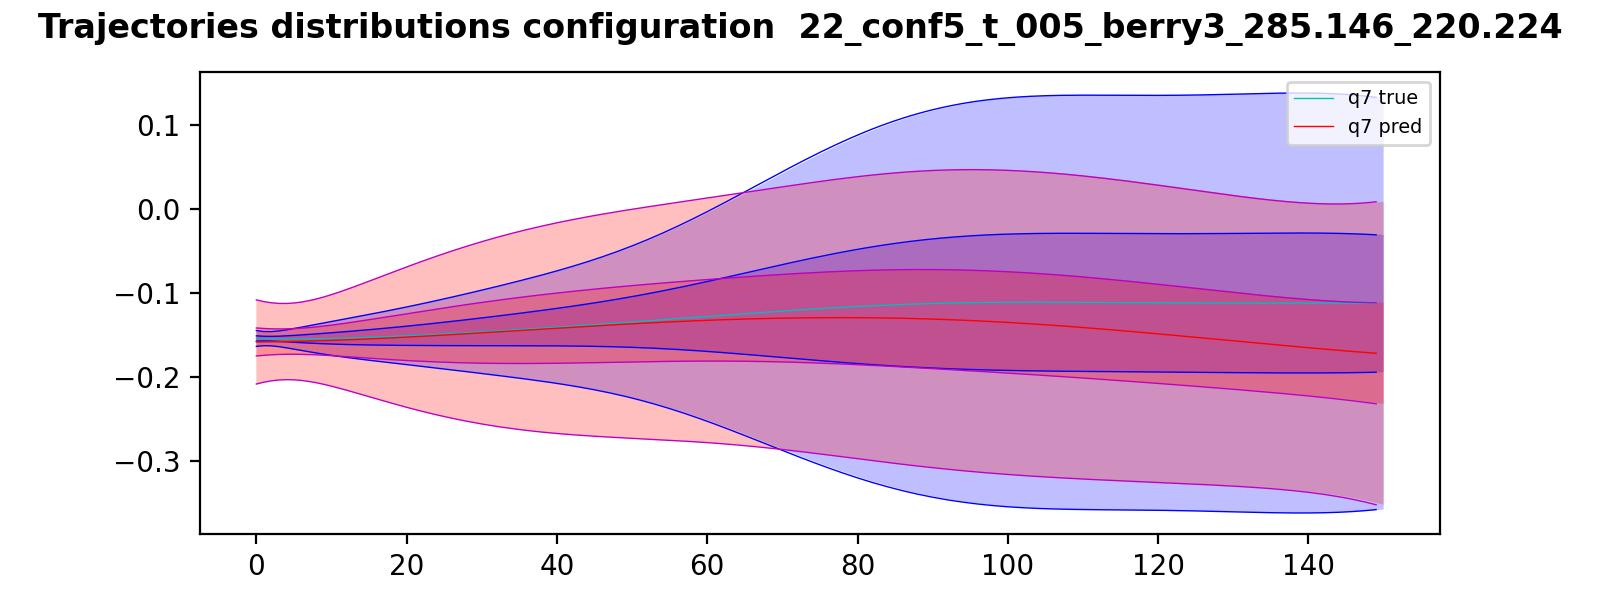 Trajectories distributions configuration  22_conf5_t_005_berry3_285.146_220.224
q7 true
q7 pred
0.1
0.0
−0.1
−0.2
−0.3
0 20 40 60 80 100 120 140